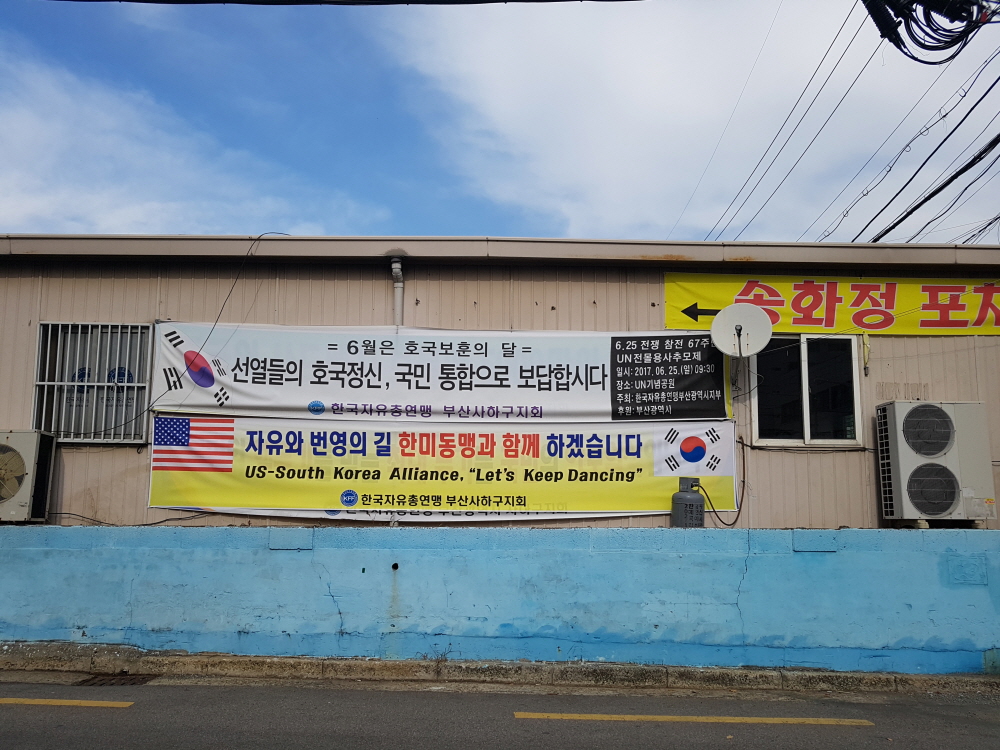 송화정 포차
= 6월은 호국보훈의 달 =
선열들의 호국정신, 국민 통합으로 보답합시다
한국자유총연맹 부산사하구지회
6.25 전쟁 참전 67주
UN전몰용사추모제
일시: 2017. 06. 25.(일) 09:30
장소: UN기념공원
주최: 한국자유총연맹부산광역시지부
후원: 부산광역시
자유와 번영의 길 한미동맹과 함께 하겠습니다
US-South Korea Alliance, “Let's Keep Dancing”
KFF 한국자유총연맹 부산사하구지회